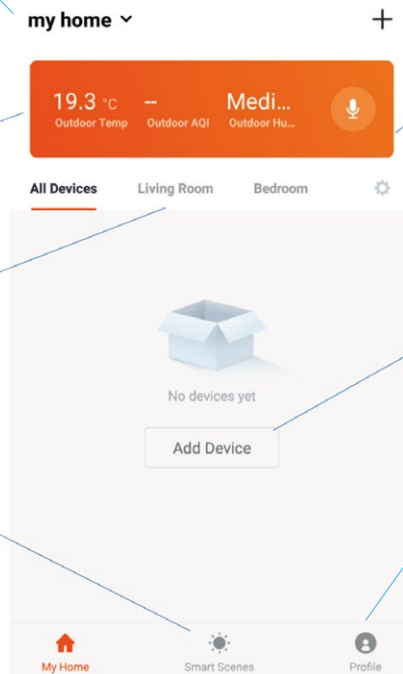 my home
19.3 °C -- Medi...
Outdoor Temp Outdoor AQI Outdoor Hu...
All Devices Living Room Bedroom
No devices yet
Add Device
My Home Smart Scenes Profile